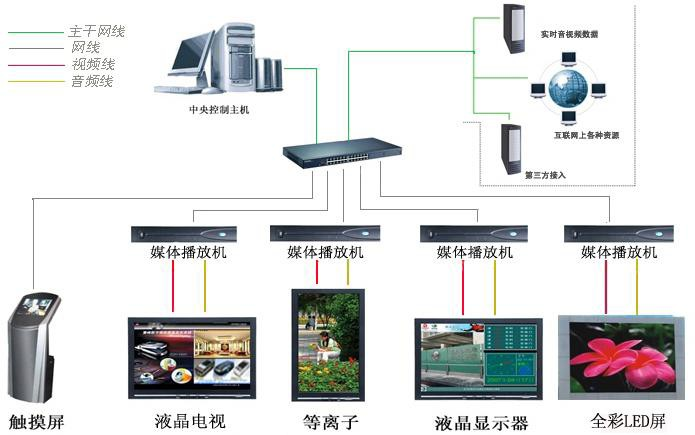 主干网线
网线
视频线
音频线
中央控制主机
实时音视频数据
互联网上各种资源
第三方接入
媒体播放机
媒体播放机
媒体播放机
媒体播放机
触摸屏
液晶电视
等离子
液晶显示器
全彩LED屏